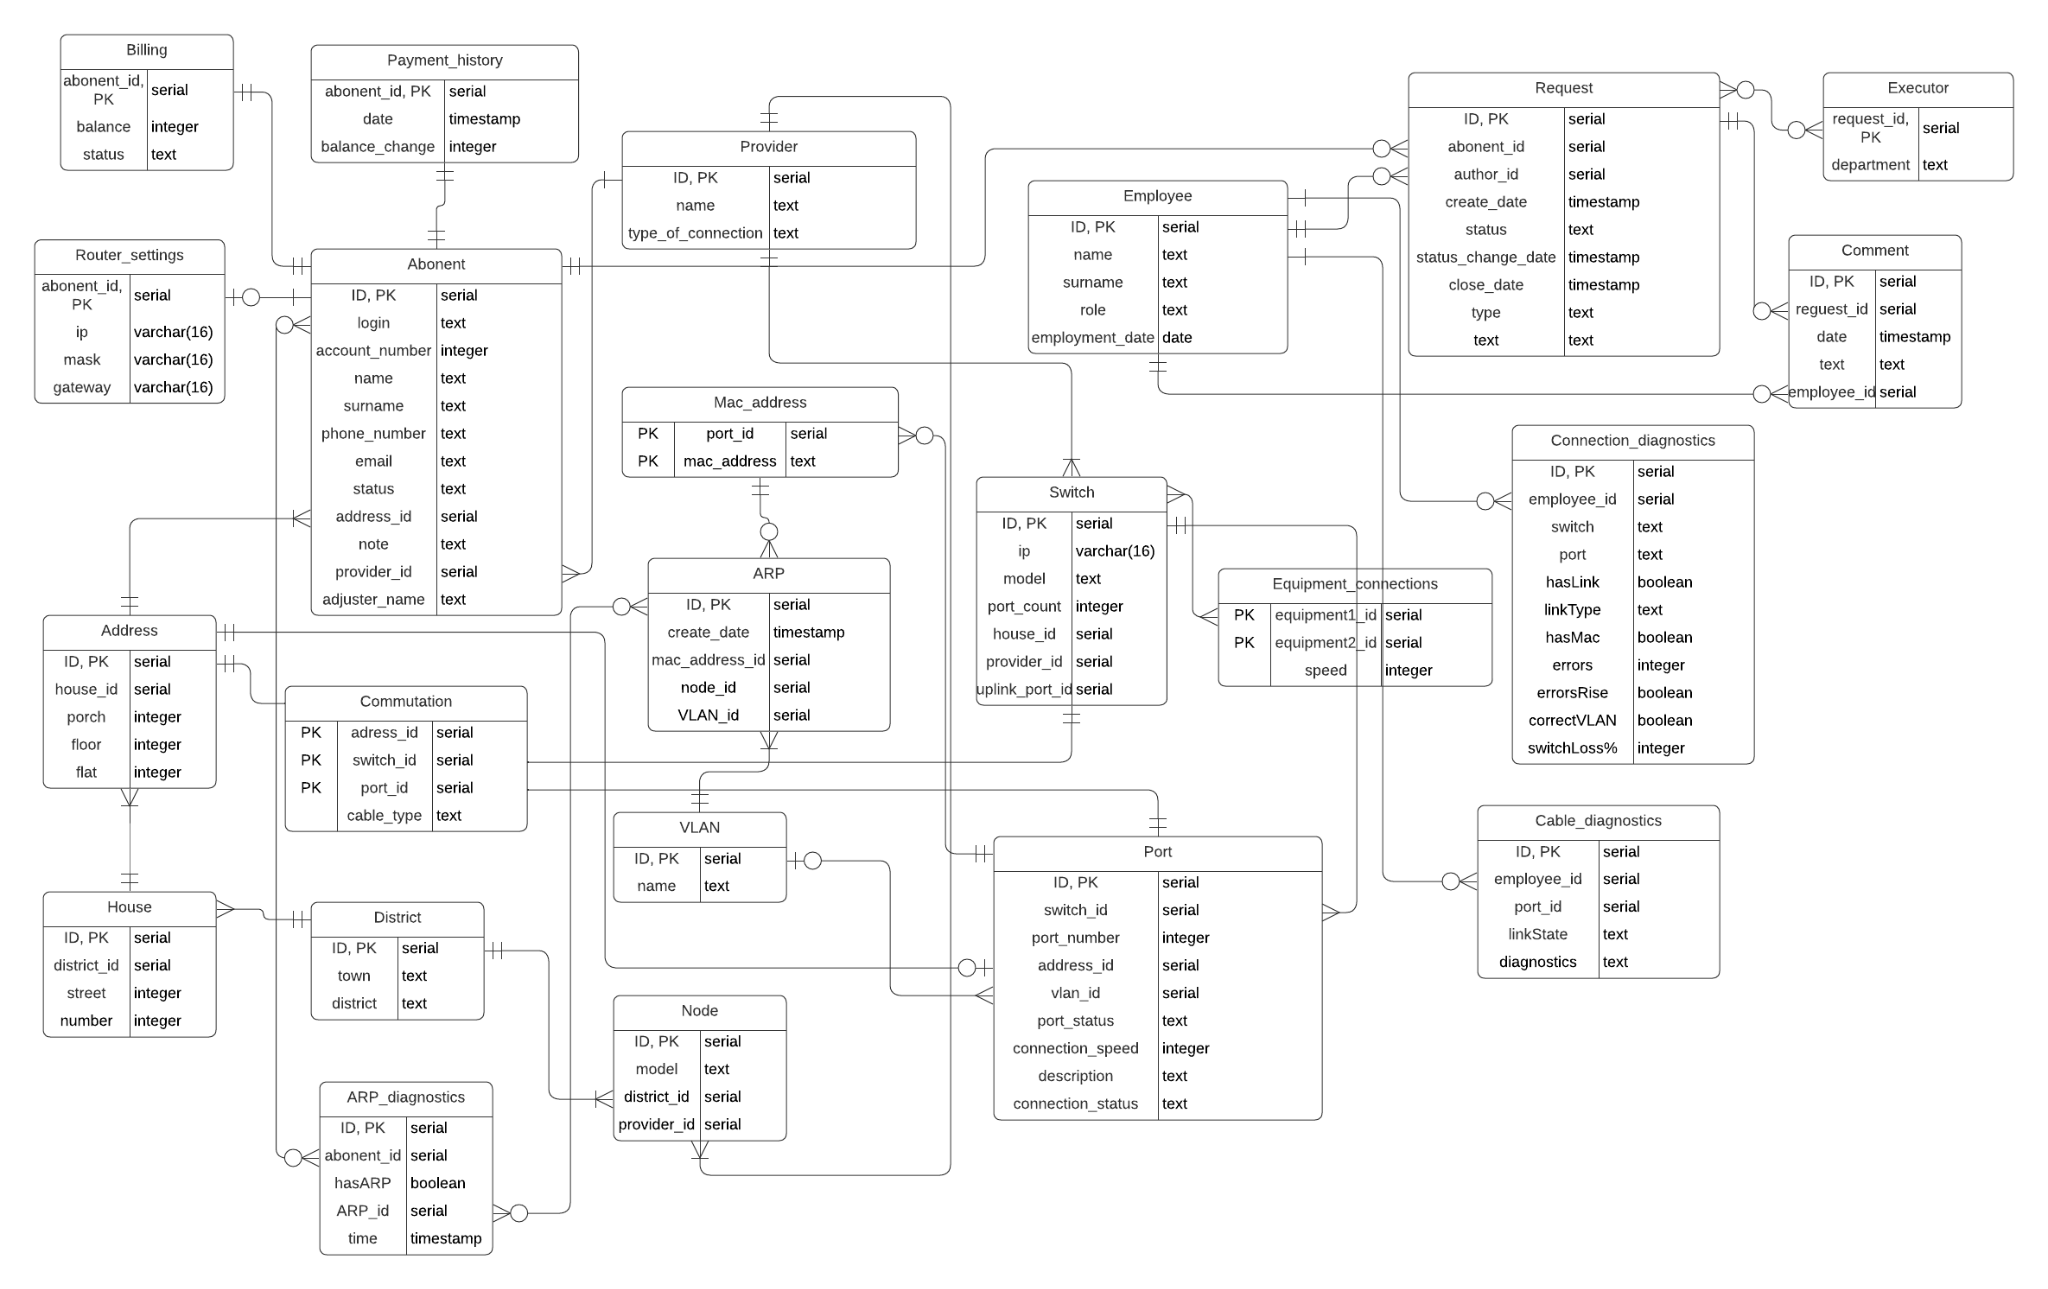 Billing
abonent_id, PK serial
balance integer
status text
Payment_history
abonent_id, PK serial
date timestamp
balance_change integer
Provider
ID, PK serial
name text
type_of_connection text
Employee
ID, PK serial
name text
surname text
role text
employment_date date
Request
ID, PK serial
abonent_id serial
author_id serial
create_date timestamp
status text
status_change_date timestamp
close_date timestamp
type text
text text
Executor
request_id, PK serial
department text
Router_settings
abonent_id, PK serial
ip varchar(16)
mask varchar(16)
gateway varchar(16)
Abonent
ID, PK serial
login text
account_number integer
name text
surname text
phone_number text
email text
status text
address_id serial
note text
provider_id serial
adjuster_name text
Comment
ID, PK serial
reguest_id serial
date timestamp
text text
employee_id serial
Mac_address
PK port_id serial
PK mac_address text
Switch
ID, PK serial
ip varchar(16)
model text
port_count integer
house_id serial
provider_id serial
uplink_port_id serial
Connection_diagnostics
ID, PK serial
employee_id serial
switch text
port text
hasLink boolean
linkType text
hasMac boolean
errors integer
errorsRise boolean
correctVLAN boolean
switchLoss% integer
ARP
ID, PK serial
create_date timestamp
mac_address_id serial
node_id serial
VLAN_id serial
Equipment_connections
PK equipment1_id serial
PK equipment2_id serial
speed integer
Address
ID, PK serial
house_id serial
porch integer
floor integer
flat integer
Commutation
PK adress_id serial
PK switch_id serial
PK port_id serial
cable_type text
VLAN
ID, PK serial
name text
Port
ID, PK serial
switch_id serial
port_number integer
address_id serial
vlan_id serial
port_status text
connection_speed integer
description text
connection_status text
Cable_diagnostics
ID, PK serial
employee_id serial
port_id serial
linkState text
diagnostics text
House
ID, PK serial
district_id serial
street integer
number integer
District
ID, PK serial
town text
district text
Node
ID, PK serial
model text
district_id serial
provider_id serial
ARP_diagnostics
ID, PK serial
abonent_id serial
hasARP boolean
ARP_id serial
time timestamp